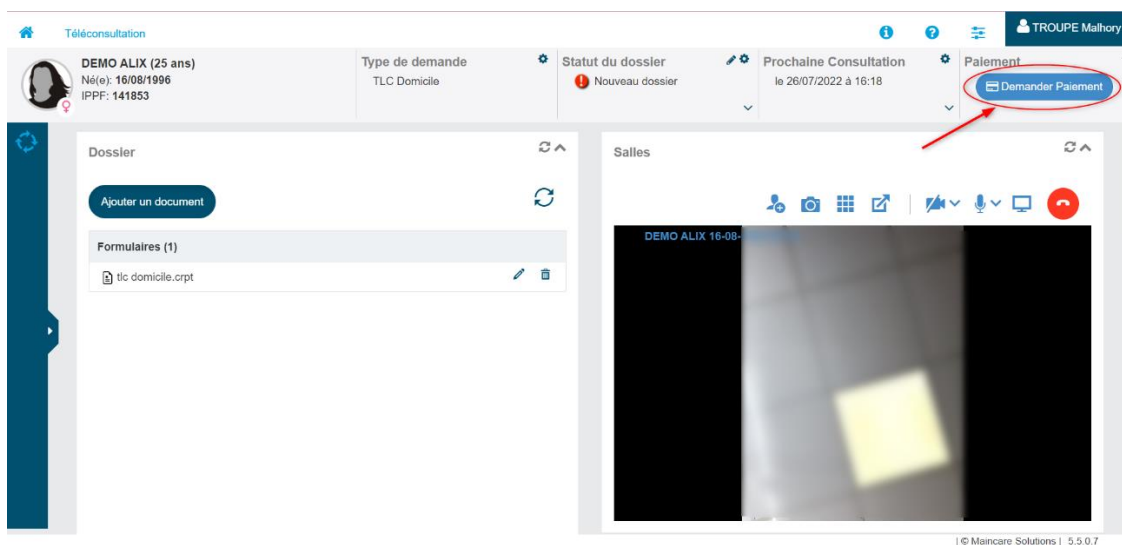 Téléconsultation
TROUPE Malhory
DEMO ALIX (25 ans)
Né(e): 16/08/1996
IPPF: 141853
Type de demande
TLC Domicile
Statut du dossier
Nouveau dossier
Prochaine Consultation
le 26/07/2022 à 16:18
Paiement
Demander Paiement
Dossier
Ajouter un document
Formulaires (1)
tlc domicile.crpt
Salles
DEMO ALIX 16-08-
| © Maincare Solutions | 5.5.0.7